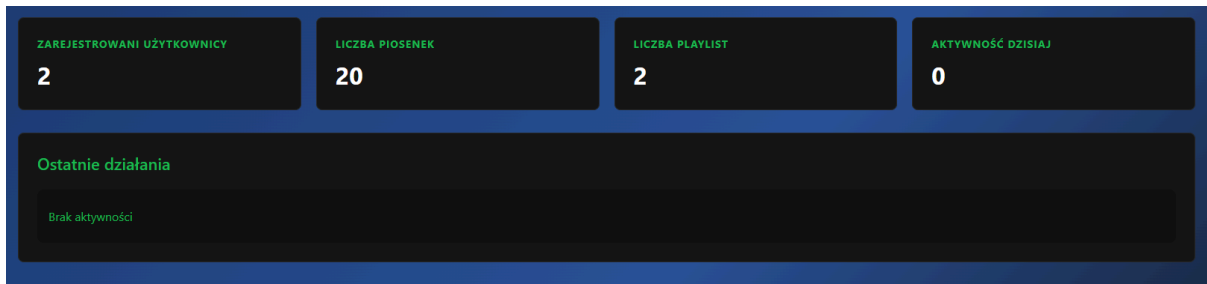 ZAREJESTROWANI UŻYTKOWNICY
2
LICZBA PIOSENEK
20
LICZBA PLAYLIST
2
AKTYWNOŚĆ DZISIAJ
0
Ostatnie działania
Brak aktywności